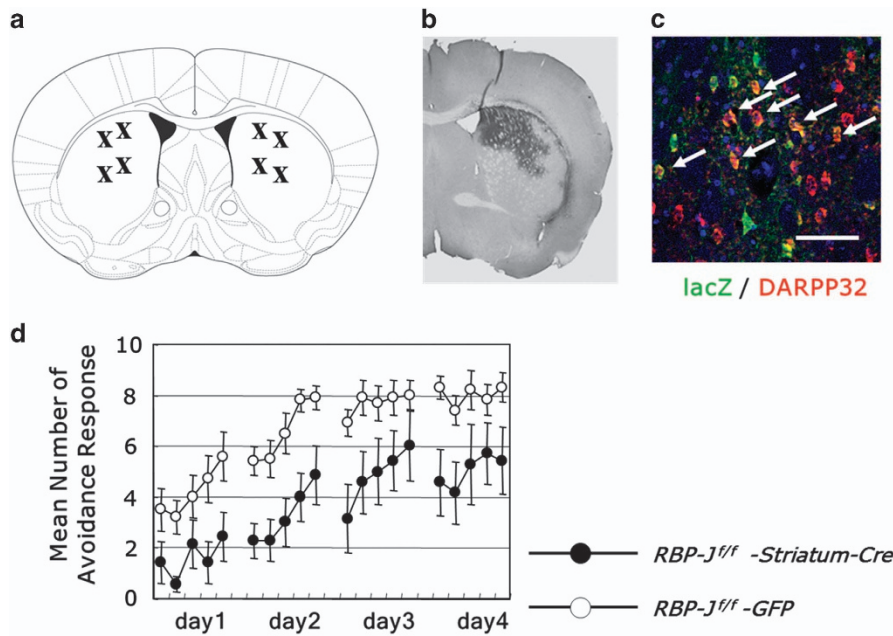 a
b
c
X X X X
X X X X
lacZ / DARPP32
d
Mean Number of
Avoidance Response
10
8
6
4
2
0
day1 day2 day3 day4
RBP-J^f/f -Striatum-Cre
RBP-J^f/f -GFP